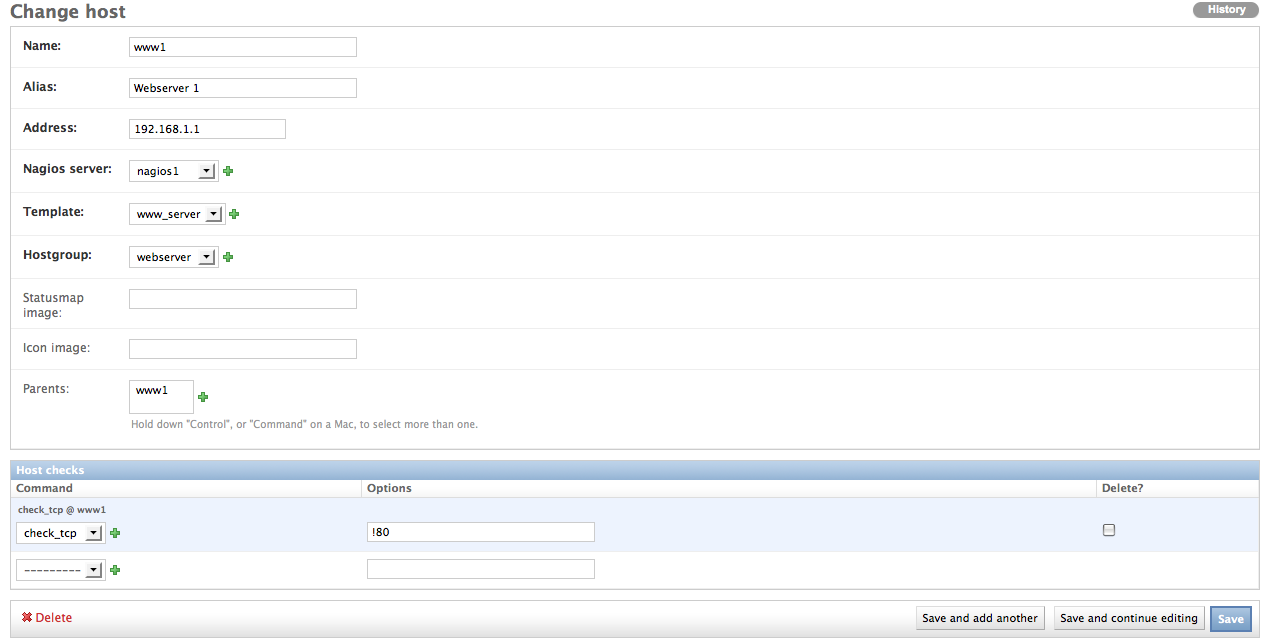 Change host
History
Name: www1
Alias: Webserver 1
Address: 192.168.1.1
Nagios server: nagios1
Template: www_server
Hostgroup: webserver
Statusmap
image:
Icon image:
Parents: www1
Hold down "Control", or "Command" on a Mac, to select more than one.
Host checks
Command Options Delete?
check_tcp @ www1
check_tcp !80
---------
Delete Save and add another Save and continue editing Save